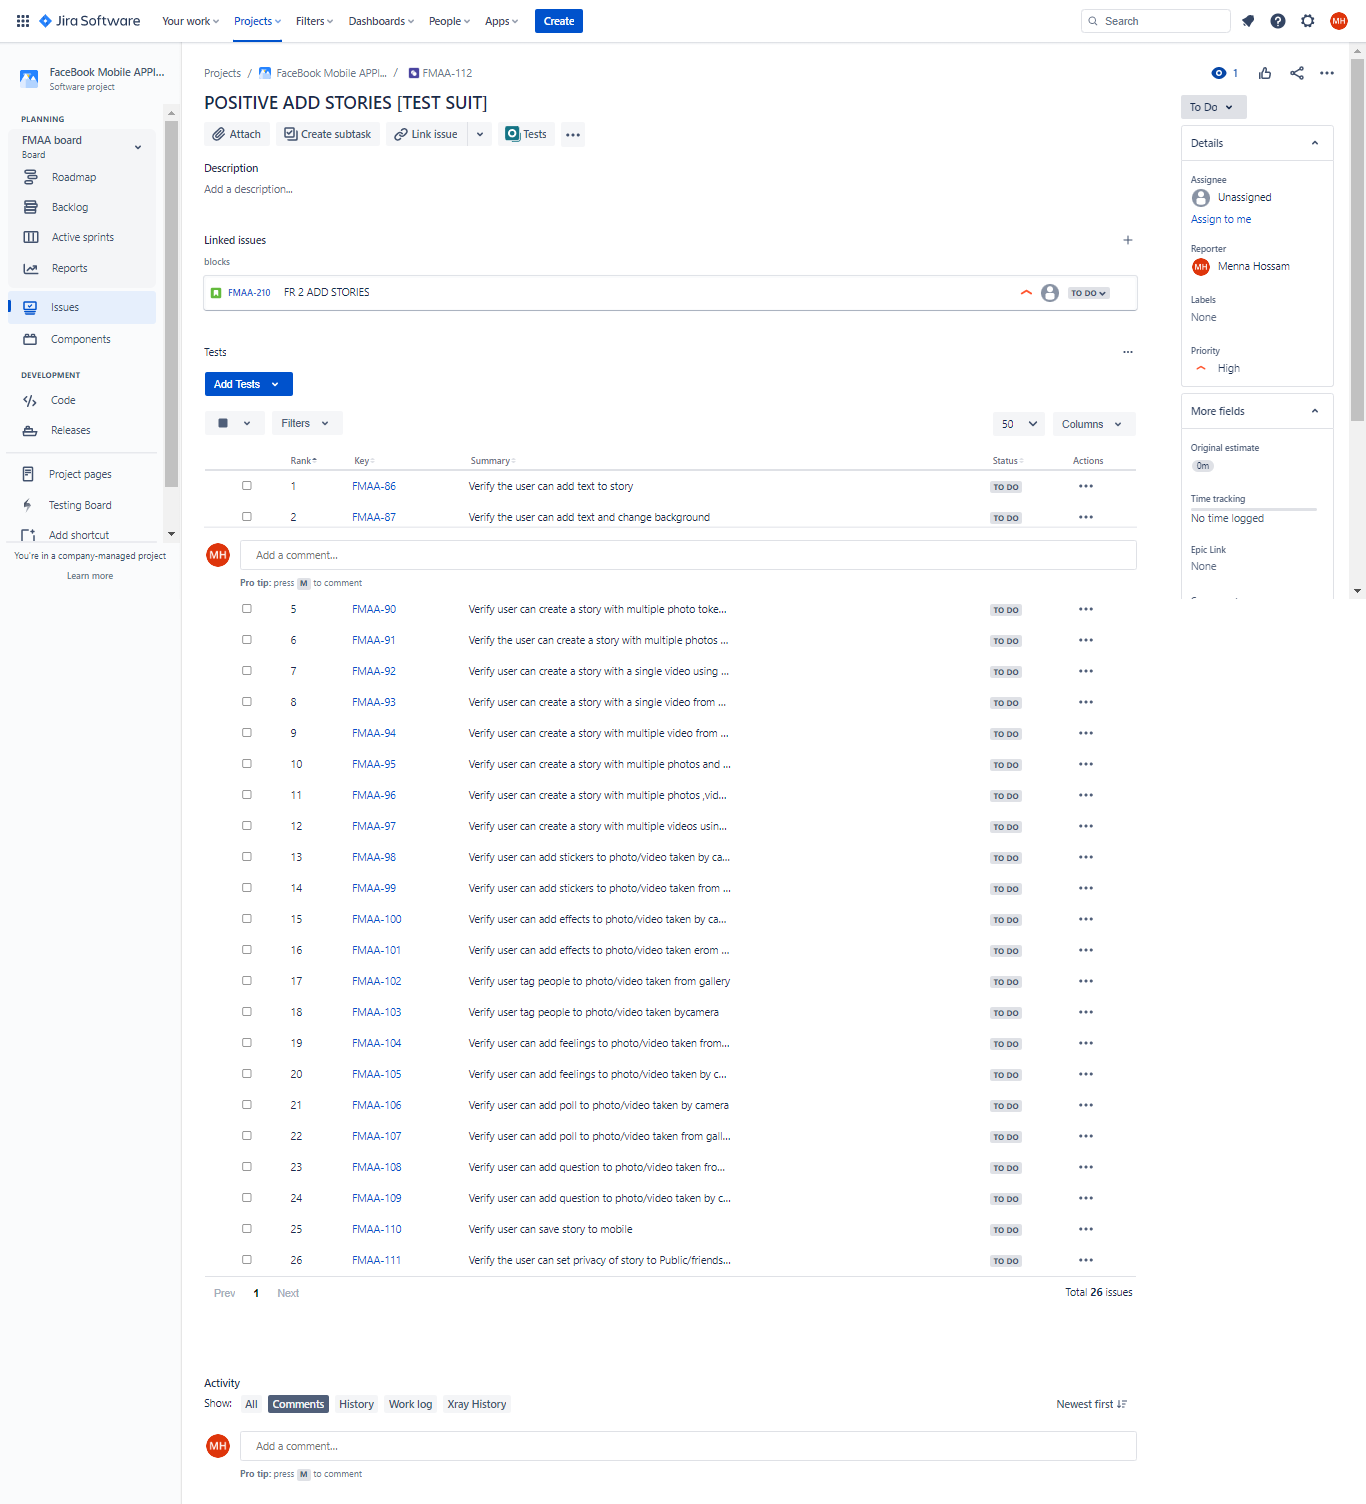 Jira Software
Your work
Projects
Filters
Dashboards
People
Apps
Create
Search
MH
FaceBook Mobile APPl...
Software project
PLANNING
FMAA board
Board
Roadmap
Backlog
Active sprints
Reports
Issues
Components
DEVELOPMENT
Code
Releases
Project pages
Testing Board
Add shortcut
You're in a company-managed project
Learn more
Projects / FaceBook Mobile APPl... / FMAA-112
POSITIVE ADD STORIES [TEST SUIT]
Attach Create subtask Link issue Tests
Description
Add a description...
Linked issues
blocks
FMAA-210 FR 2 ADD STORIES TO DO
Tests
Add Tests
Filters 50 Columns
Rank Key Summary Status Actions
1 FMAA-86 Verify the user can add text to story TO DO
2 FMAA-87 Verify the user can add text and change background TO DO
MH Add a comment...
Pro tip: press M to comment
5 FMAA-90 Verify user can create a story with multiple photo toke... TO DO
6 FMAA-91 Verify the user can create a story with multiple photos ... TO DO
7 FMAA-92 Verify user can create a story with a single video using ... TO DO
8 FMAA-93 Verify user can create a story with a single video from ... TO DO
9 FMAA-94 Verify user can create a story with multiple video from ... TO DO
10 FMAA-95 Verify user can create a story with multiple photos and ... TO DO
11 FMAA-96 Verify user can create a story with multiple photos ,vid... TO DO
12 FMAA-97 Verify user can create a story with multiple videos usin... TO DO
13 FMAA-98 Verify user can add stickers to photo/video taken by ca... TO DO
14 FMAA-99 Verify user can add stickers to photo/video taken from ... TO DO
15 FMAA-100 Verify user can add effects to photo/video taken by ca... TO DO
16 FMAA-101 Verify user can add effects to photo/video taken erom ... TO DO
17 FMAA-102 Verify user tag people to photo/video taken from gallery TO DO
18 FMAA-103 Verify user tag people to photo/video taken bycamera TO DO
19 FMAA-104 Verify user can add feelings to photo/video taken from... TO DO
20 FMAA-105 Verify user can add feelings to photo/video taken by c... TO DO
21 FMAA-106 Verify user can add poll to photo/video taken by camera TO DO
22 FMAA-107 Verify user can add poll to photo/video taken from gall... TO DO
23 FMAA-108 Verify user can add question to photo/video taken fro... TO DO
24 FMAA-109 Verify user can add question to photo/video taken by c... TO DO
25 FMAA-110 Verify user can save story to mobile TO DO
26 FMAA-111 Verify the user can set privacy of story to Public/friends... TO DO
Prev 1 Next Total 26 issues
Activity
Show: All Comments History Work log Xray History Newest first
MH Add a comment...
Pro tip: press M to comment
1
To Do
Details
Assignee
Unassigned
Assign to me
Reporter
MH Menna Hossam
Labels
None
Priority
High
More fields
Original estimate
0m
Time tracking
No time logged
Epic Link
None